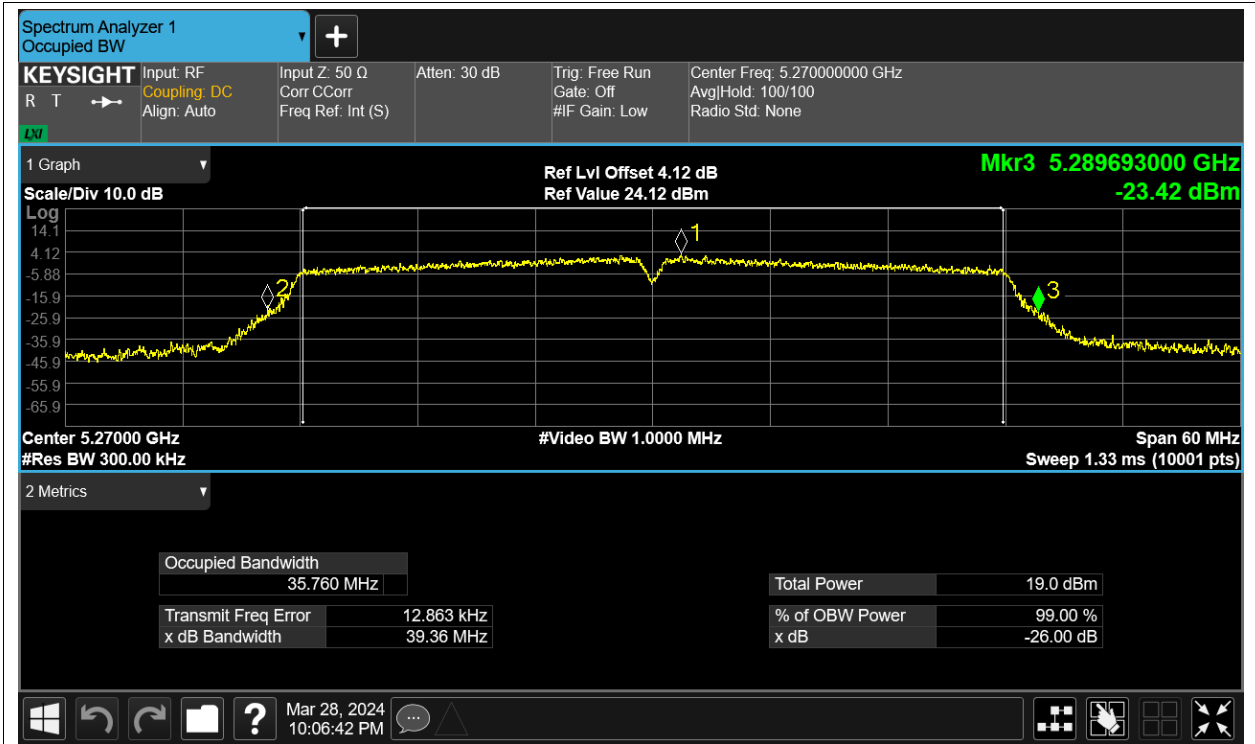 Spectrum Analyzer 1
Occupied BW
+
KEYSIGHT
R T
LXI
Input: RF
Coupling: DC
Align: Auto
Input Z: 50 Ω
Corr CCorr
Freq Ref: Int (S)
Atten: 30 dB
Trig: Free Run
Gate: Off
#IF Gain: Low
Center Freq: 5.270000000 GHz
Avg|Hold: 100/100
Radio Std: None
1 Graph
Scale/Div 10.0 dB
Ref Lvl Offset 4.12 dB
Ref Value 24.12 dBm
Mkr3 5.289693000 GHz
-23.42 dBm
Log
14.1
4.12
-5.88
-15.9
-25.9
-35.9
-45.9
-55.9
-65.9
1
2
3
Center 5.27000 GHz
#Video BW 1.0000 MHz
Span 60 MHz
#Res BW 300.00 kHz
Sweep 1.33 ms (10001 pts)
2 Metrics
Occupied Bandwidth
35.760 MHz
Transmit Freq Error 12.863 kHz
x dB Bandwidth 39.36 MHz
Total Power 19.0 dBm
% of OBW Power 99.00 %
x dB -26.00 dB
?
Mar 28, 2024
10:06:42 PM